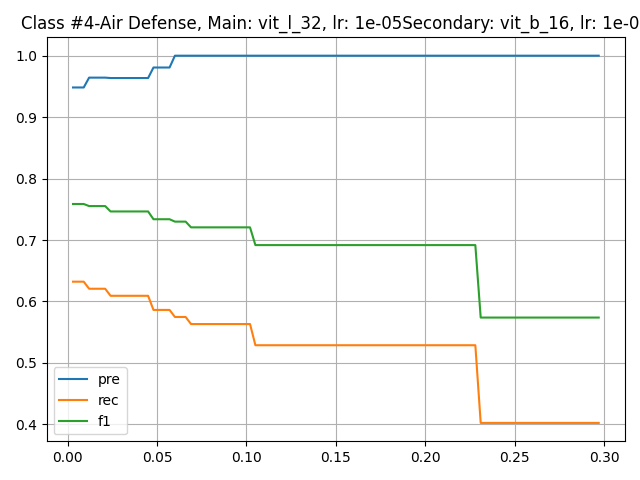 Class #4-Air Defense, Main: vit_l_32, lr: 1e-05Secondary: vit_b_16, lr: 1e-0
1.0
0.9
0.8
0.7
0.6
0.5
0.4
pre
rec
f1
0.00 0.05 0.10 0.15 0.20 0.25 0.30